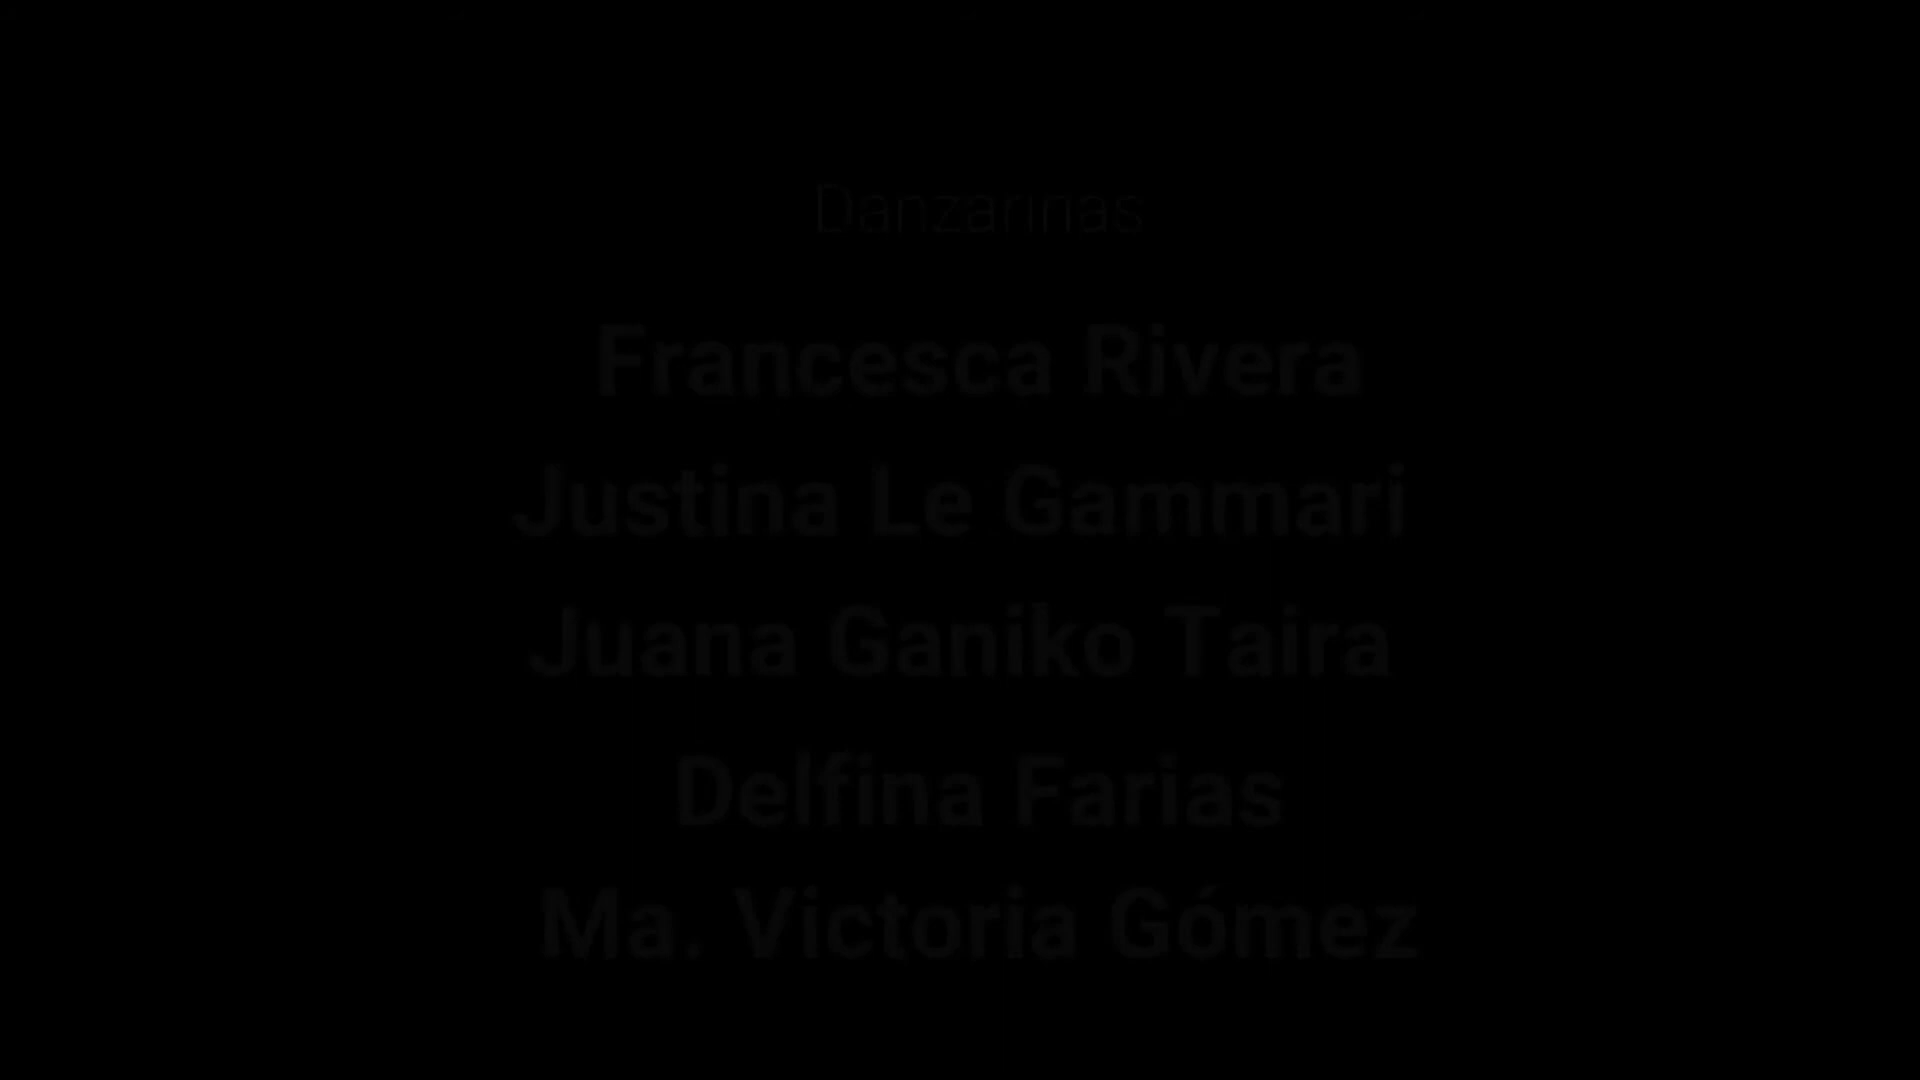 Danzarinas
Francesca Rivera
Justina Le Gammari
Juana Ganiko Taira
Delfina Farias
Ma. Victoria Gómez